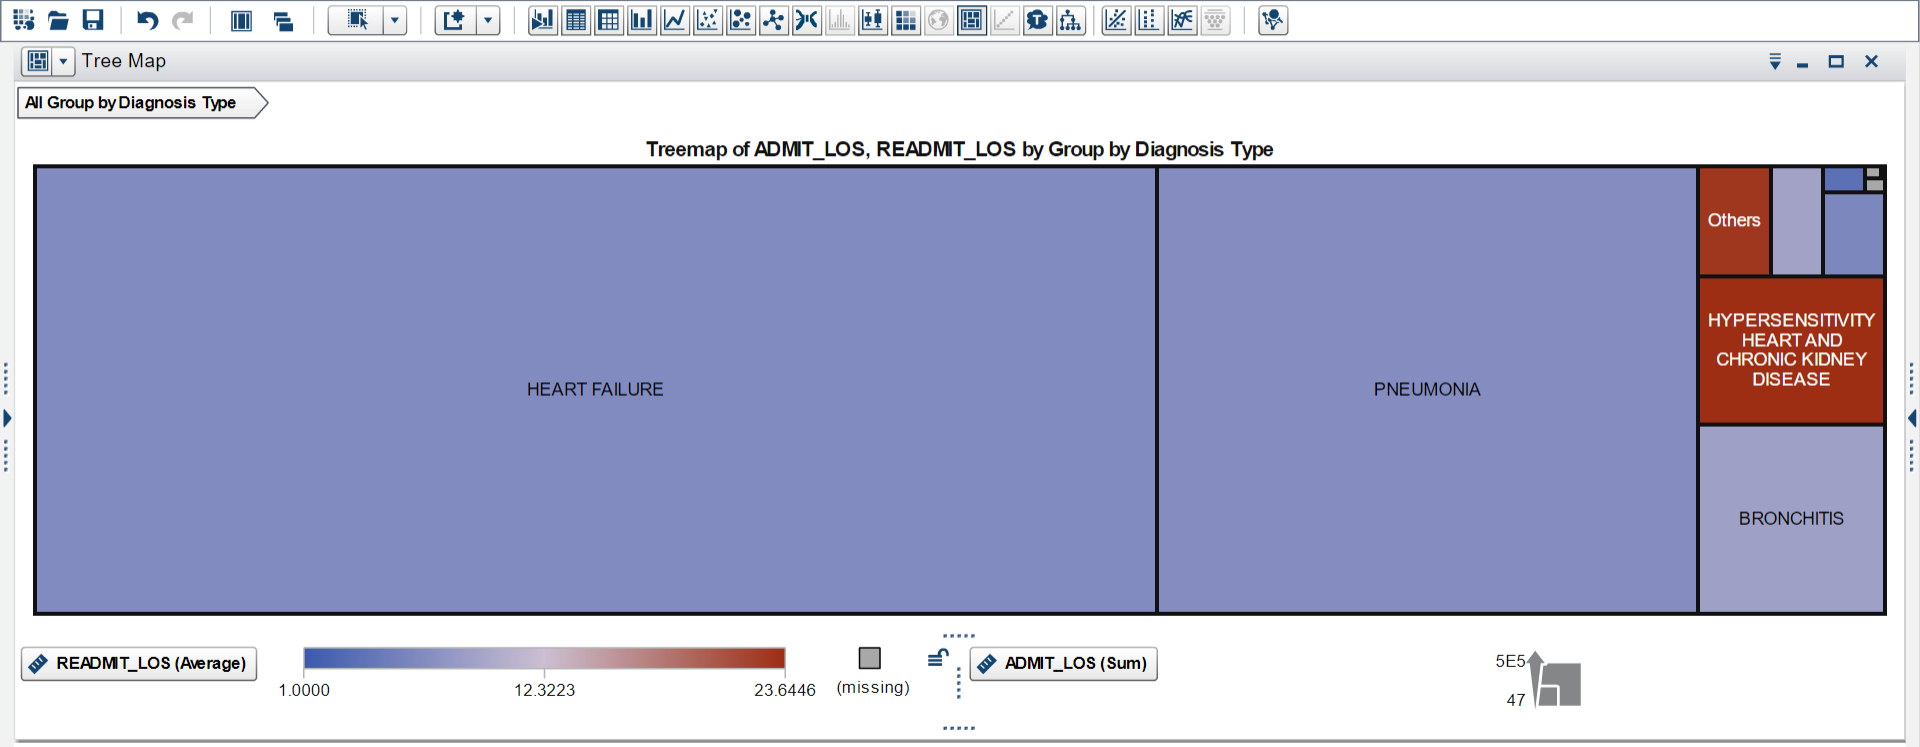 Tree Map
All Group by Diagnosis Type
Treemap of ADMIT_LOS, READMIT_LOS by Group by Diagnosis Type
HEART FAILURE
PNEUMONIA
Others
HYPERSENSITIVITY
HEART AND
CHRONIC KIDNEY
DISEASE
BRONCHITIS
READMIT_LOS (Average)
1.0000
12.3223
23.6446
(missing)
ADMIT_LOS (Sum)
5E5
47